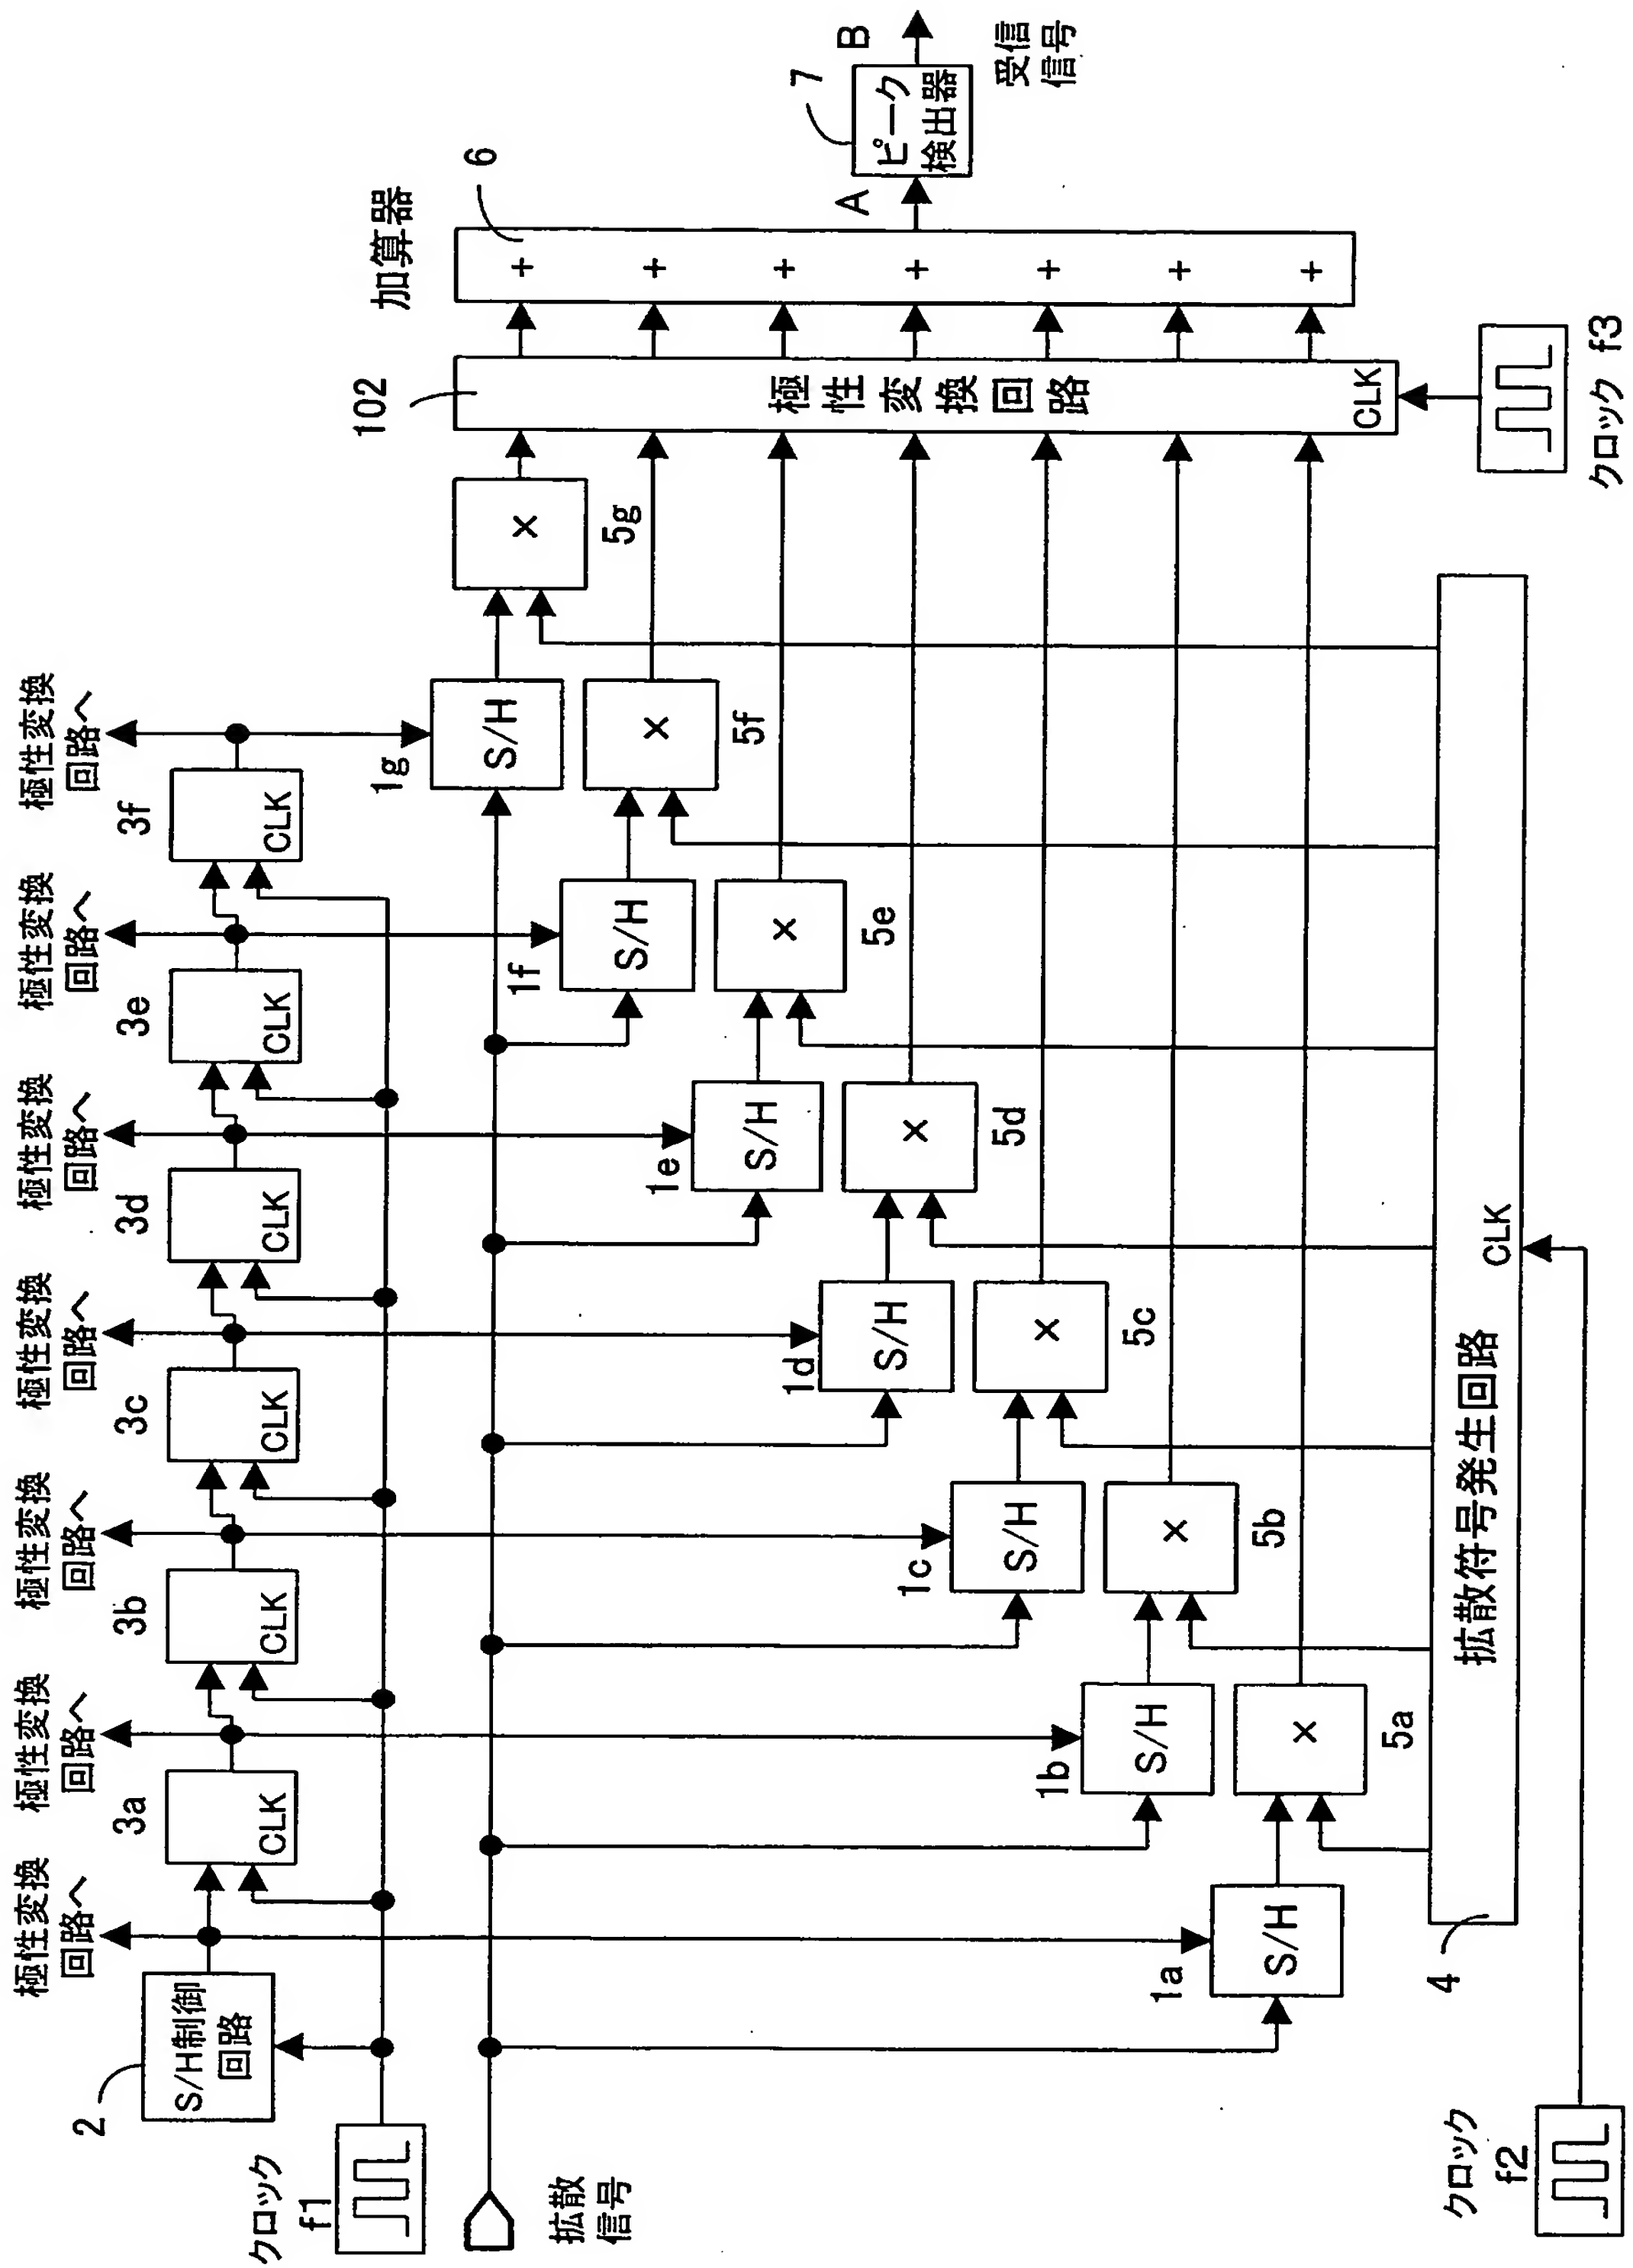 極性変換
回路へ
極性変換
回路へ
極性変換
回路へ
極性変換
回路へ
極性変換
回路へ
極性変換
回路へ
極性変換
回路へ
2
S/H制御
回路
3a
CLK
3b
CLK
3c
CLK
3d
CLK
3e
CLK
3f
CLK
クロック
f1
拡散
信号
1a
S/H
1b
S/H
1c
S/H
1d
S/H
1e
S/H
1f
S/H
1g
S/H
×
5a
×
5b
×
5c
×
5d
×
5e
×
5f
×
5g
102
極性変換回路
CLK
クロック f3
加算器
6
+
+
+
+
+
+
+
A
7
ピーク
検出器
B
受信
信号
4
拡散符号発生回路
CLK
クロック
f2